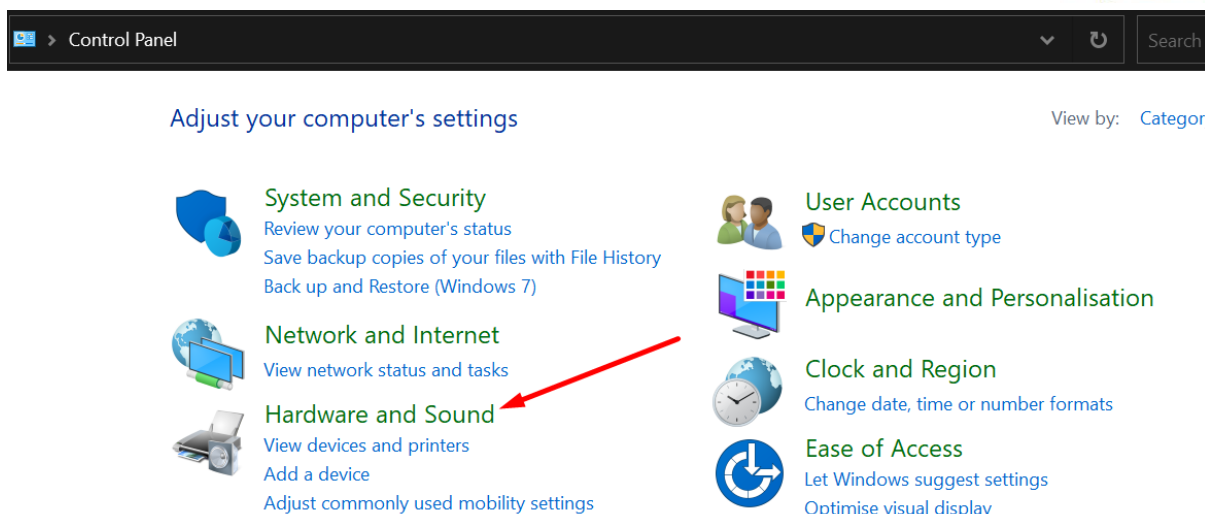 Control Panel
Search
Adjust your computer's settings
View by: Categor
System and Security
Review your computer's status
Save backup copies of your files with File History
Back up and Restore (Windows 7)
Network and Internet
View network status and tasks
Hardware and Sound
View devices and printers
Add a device
Adjust commonly used mobility settings
User Accounts
Change account type
Appearance and Personalisation
Clock and Region
Change date, time or number formats
Ease of Access
Let Windows suggest settings
Optimise visual display